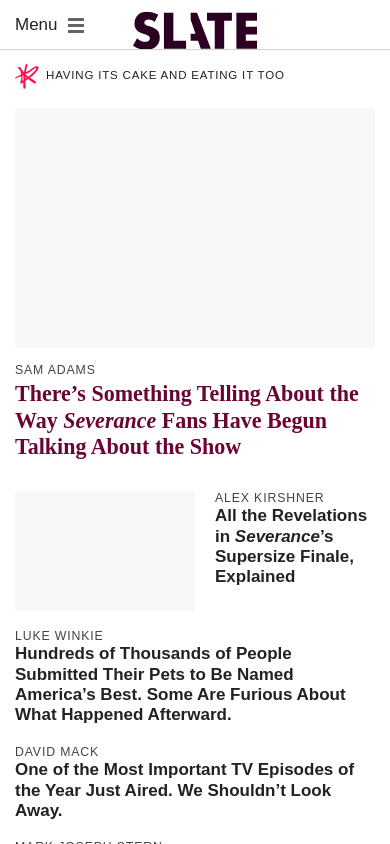 Menu
SLATE
HAVING ITS CAKE AND EATING IT TOO
SAM ADAMS
There’s Something Telling About the
Way Severance Fans Have Begun
Talking About the Show
ALEX KIRSHNER
All the Revelations
in Severance’s
Supersize Finale,
Explained
LUKE WINKIE
Hundreds of Thousands of People
Submitted Their Pets to Be Named
America’s Best. Some Are Furious About
What Happened Afterward.
DAVID MACK
One of the Most Important TV Episodes of
the Year Just Aired. We Shouldn’t Look
Away.
MARK JOSEPH STERN